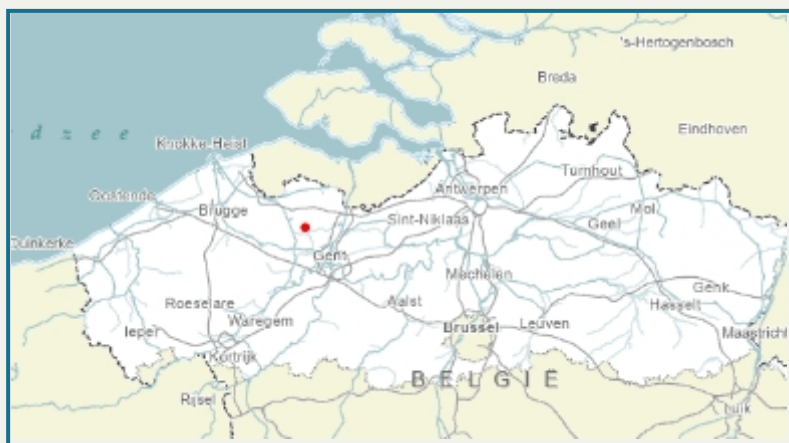 's-Hertogenbosch
Breda
Eindhoven
d z e e
Knokke-Heist
Turnhout
Antwerpen
Oostende
Brugge
Sint-Niklaas
Mol
Geel
Duinkerke
Gent
Mechelen
Genk
Roeselare
Aalst
Hasselt
Ieper
Waregem
Brussel
Leuven
Maastricht
Kortrijk
BELGIË
Rijsel
Luik